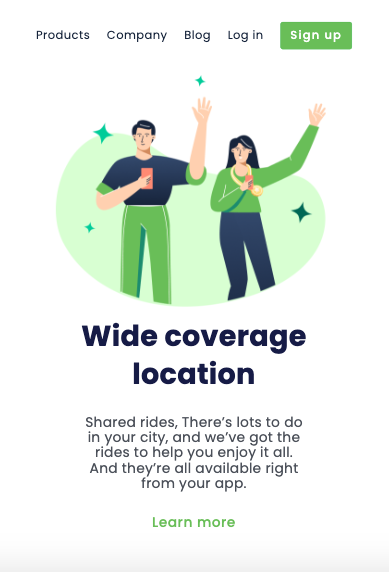 Products Company Blog Log in Sign up
Wide coverage
location
Shared rides, There's lots to do
in your city, and we've got the
rides to help you enjoy it all.
And they're all available right
from your app.
Learn more